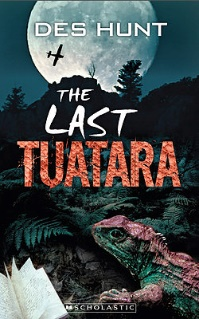 DES HUNT
THE
LAST
TUATARA
SCHOLASTIC